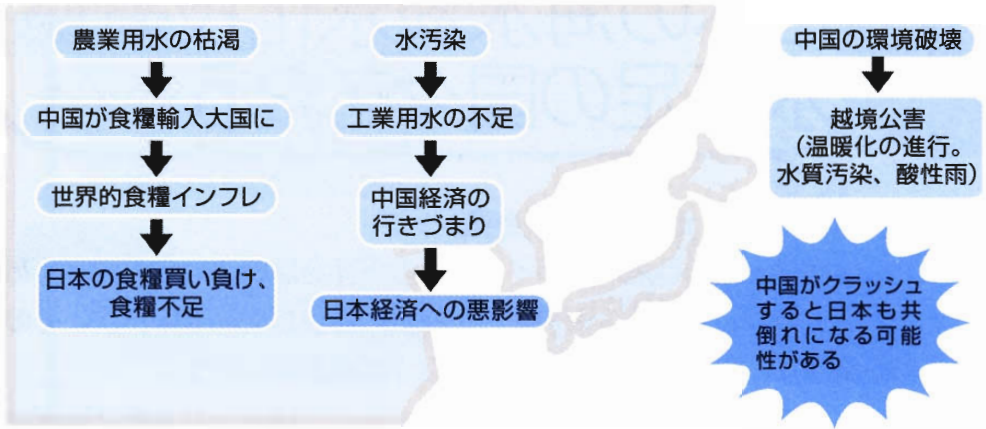 農業用水の枯渇
中国が食糧輸入大国に
世界的食糧インフレ
日本の食糧買い負け、
食糧不足
水汚染
工業用水の不足
中国経済の
行きづまり
日本経済への悪影響
中国の環境破壊
越境公害
（温暖化の進行。
水質汚染、酸性雨）
中国がクラッシュ
すると日本も共
倒れになる可能
性がある